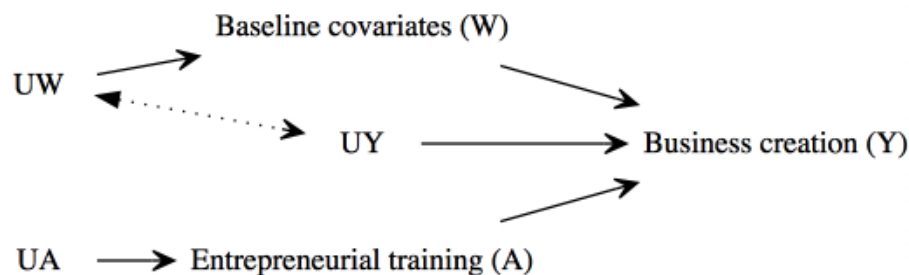 Baseline covariates (W)
UW
UY
Business creation (Y)
UA
Entrepreneurial training (A)